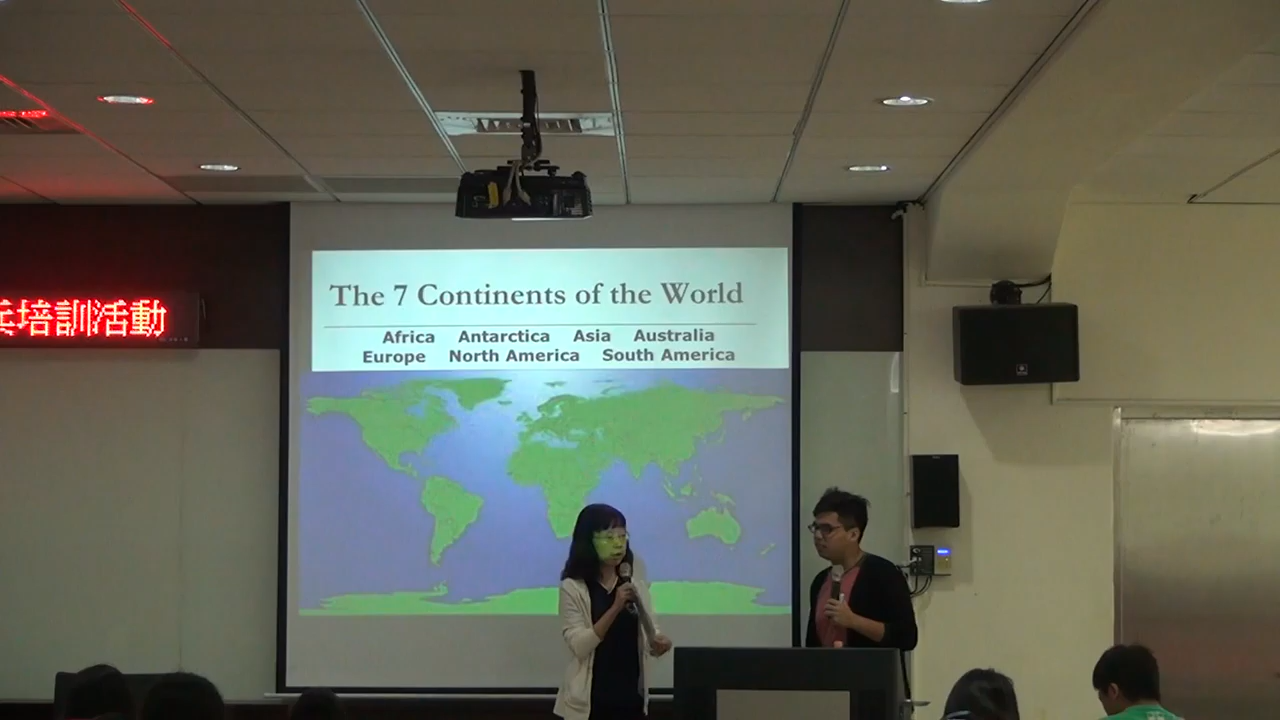 The 7 Continents of the World
Africa Antarctica Asia Australia
Europe North America South America
兵培訓活動